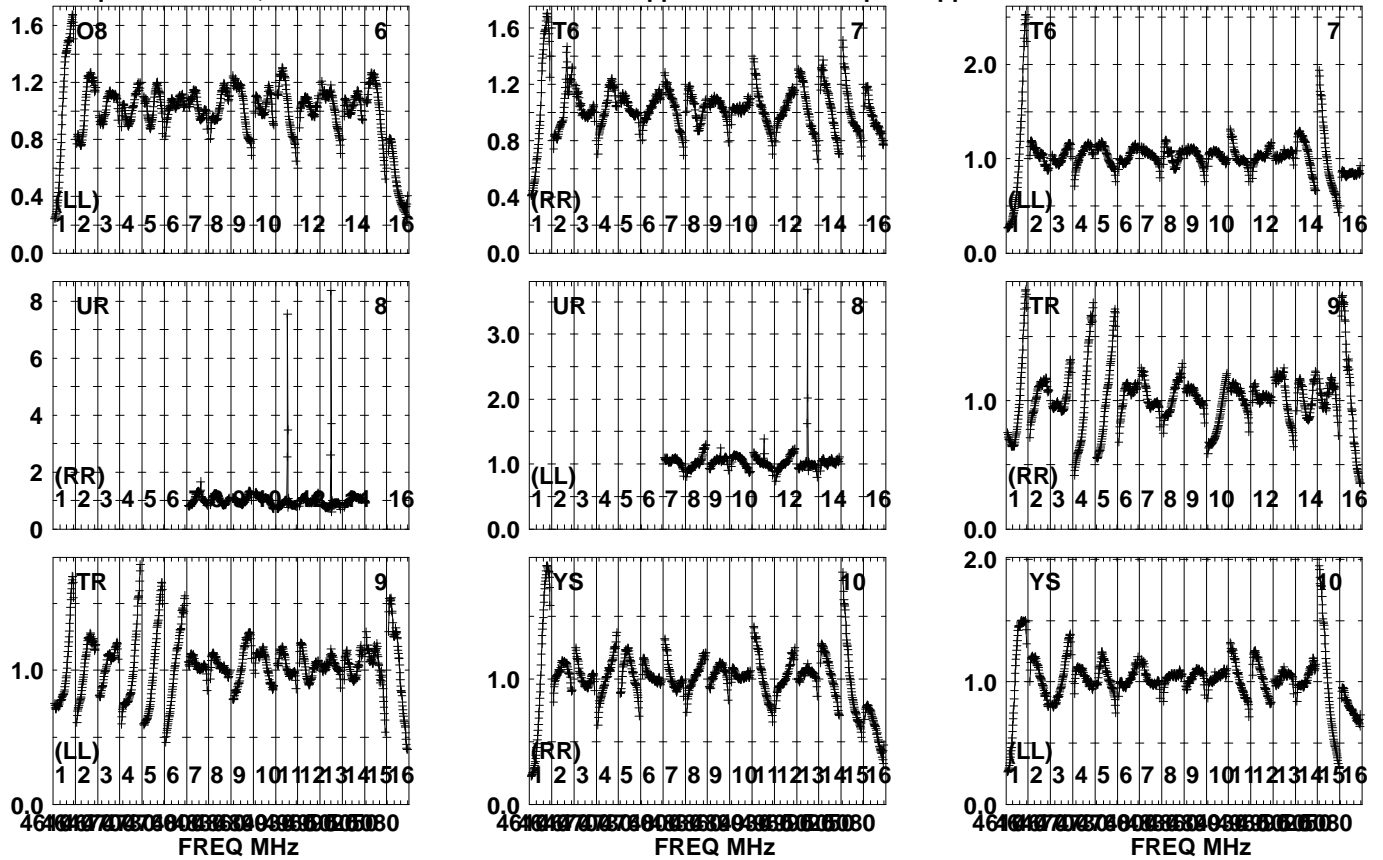 O8 6
1.6
1.2
0.8
0.4
0.0
(LL)
1 2 3 4 5 6 7 8 9 10 12 14 16
T6 7
1.6
1.2
0.8
0.4
0.0
(RR)
1 2 3 4 5 6 7 8 9 10 12 14 16
T6 7
2.0
1.0
0.0
(LL)
1 2 3 4 5 6 7 8 9 10 12 14 16
UR 8
8
6
4
2
0
(RR)
1 2 3 4 5 6 7 8 9 12 16
UR 8
3.0
2.0
1.0
0.0
(LL)
1 2 3 4 5 6 7 8 9 10 12 14 16
TR 9
1.0
0.0
(RR)
1 2 3 4 5 6 7 8 9 10 12 14 16
TR 9
1.0
0.0
(LL)
1 2 3 4 5 6 7 8 9 10 11 12 13 14 15 16
FREQ MHz
YS 10
1.0
0.0
(RR)
1 2 3 4 5 6 7 8 9 10 11 12 13 14 15 16
FREQ MHz
YS 10
2.0
1.0
0.0
(LL)
1 2 3 4 5 6 7 8 9 10 11 12 13 14 15 16
FREQ MHz